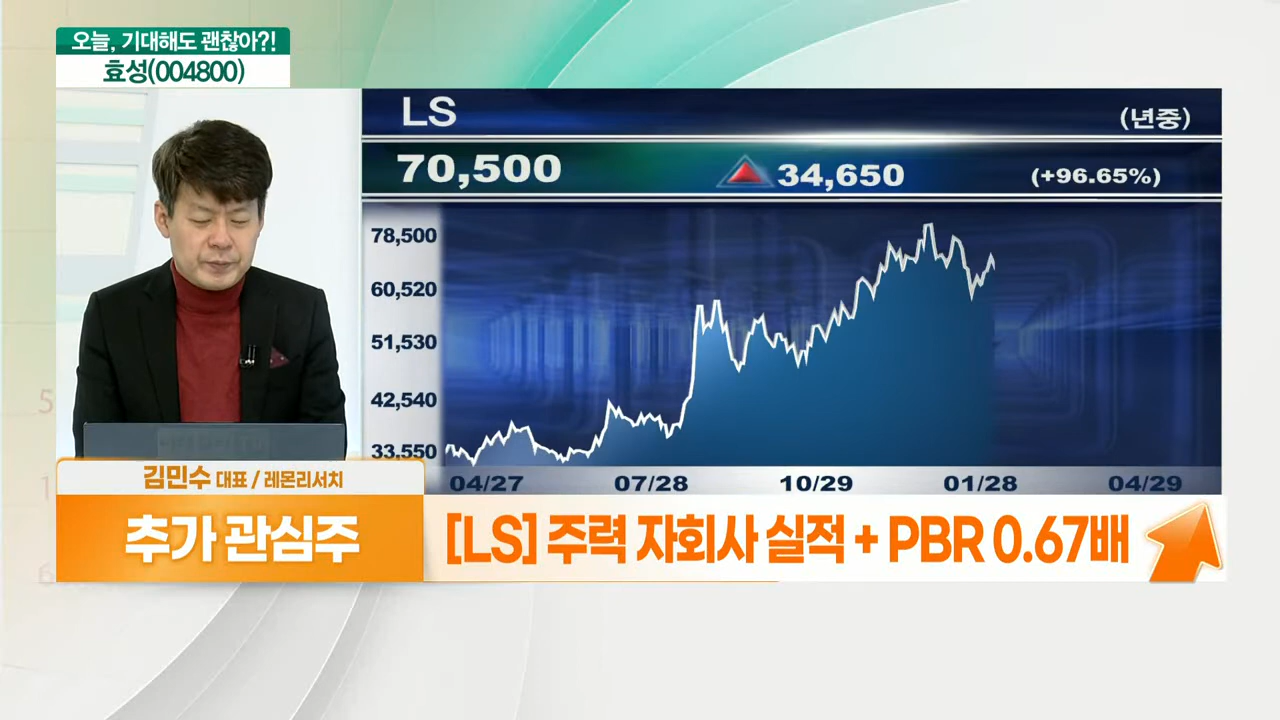 오늘, 기대해도 괜찮아?!
효성(004800)
LS
(년중)
70,500
34,650
(+96.65%)
78,500
60,520
51,530
42,540
33,550
04/27
07/28
10/29
01/28
04/29
김민수 대표 / 레몬리서치
추가 관심주
[LS] 주력 자회사 실적 + PBR 0.67배
5
1
6